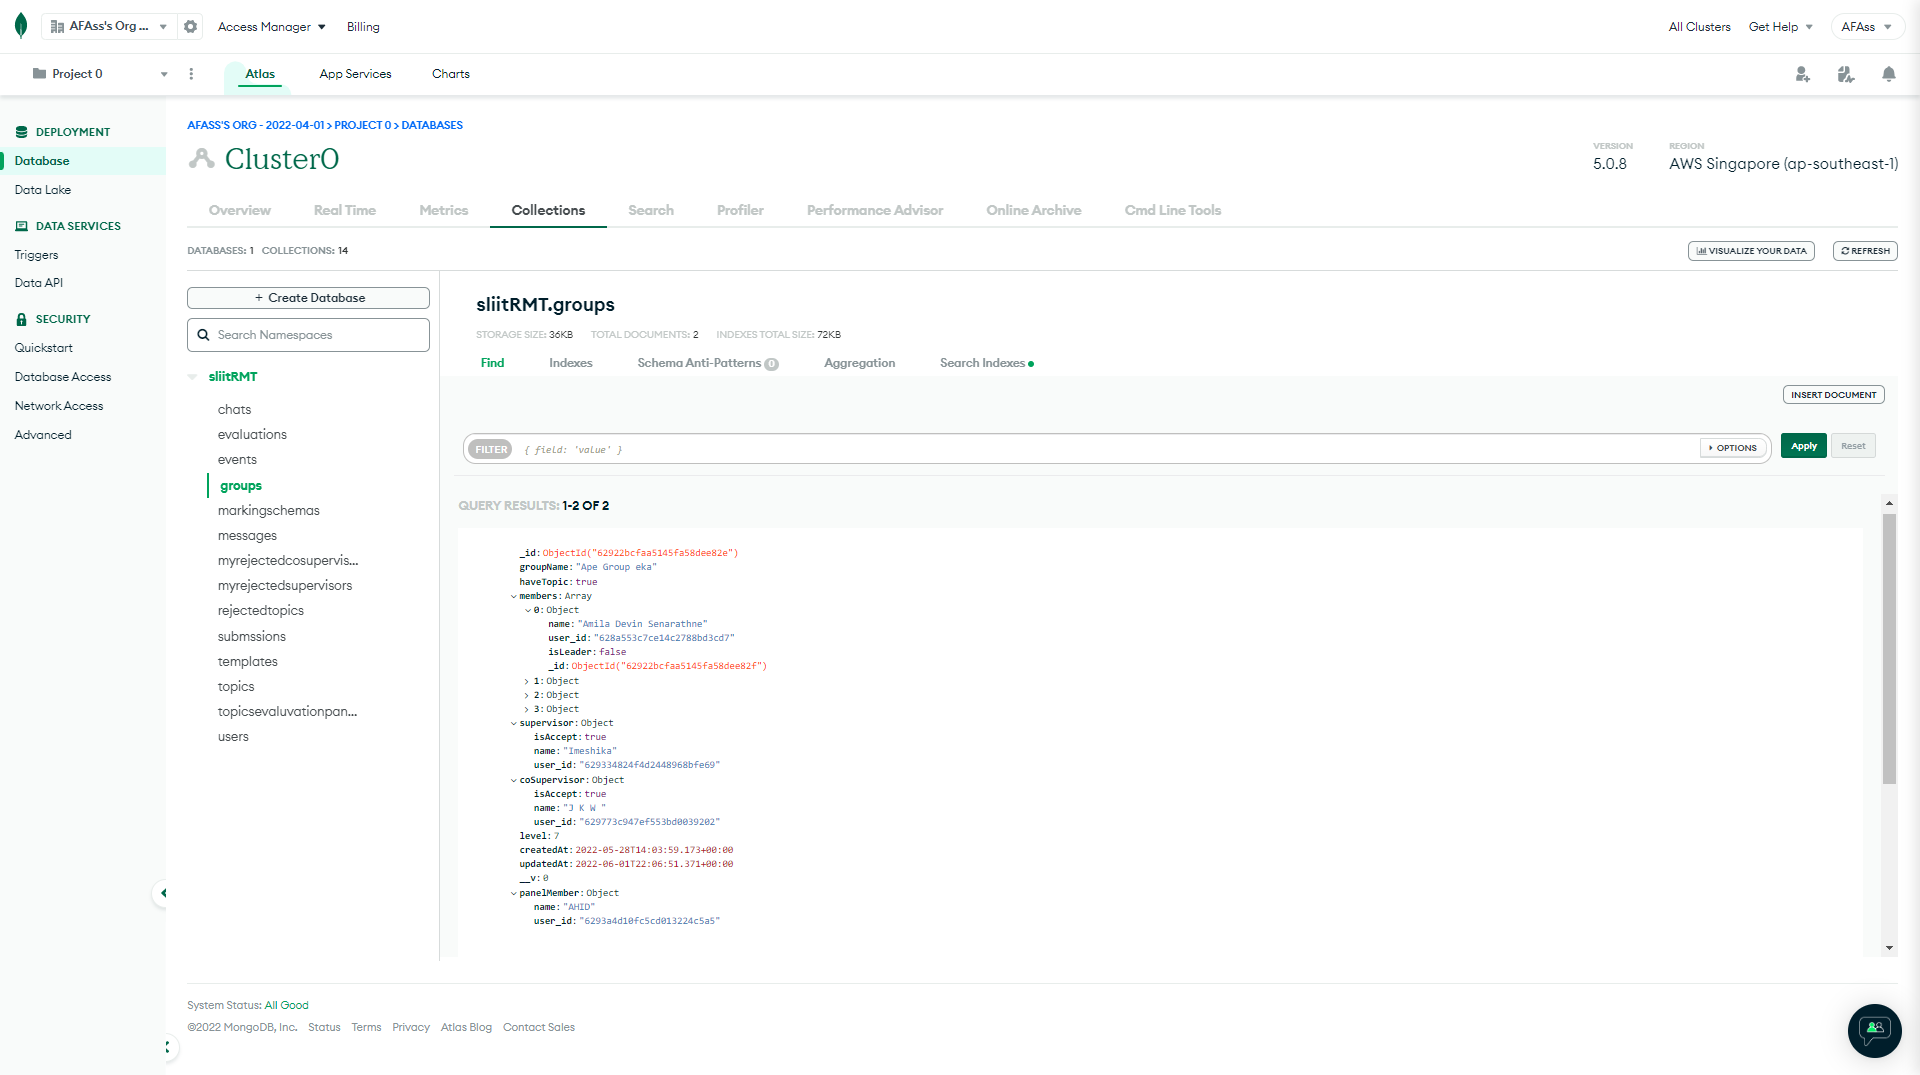 AFAss's Org ...
Access Manager
Billing
All Clusters
Get Help
AFAss
Project 0
Atlas
App Services
Charts
DEPLOYMENT
Database
Data Lake
DATA SERVICES
Triggers
Data API
SECURITY
Quickstart
Database Access
Network Access
Advanced
AFASS'S ORG - 2022-04-01 > PROJECT 0 > DATABASES
Cluster0
VERSION
5.0.8
REGION
AWS Singapore (ap-southeast-1)
Overview
Real Time
Metrics
Collections
Search
Profiler
Performance Advisor
Online Archive
Cmd Line Tools
DATABASES: 1 COLLECTIONS: 14
VISUALIZE YOUR DATA
REFRESH
+ Create Database
Search Namespaces
sliitRMT
chats
evaluations
events
groups
markingschemas
messages
myrejectedcosupervis...
myrejectedsupervisors
rejectedtopics
submssions
templates
topics
topicsevaluvationpan...
users
sliitRMT.groups
STORAGE SIZE: 36KB TOTAL DOCUMENTS: 2 INDEXES TOTAL SIZE: 72KB
Find
Indexes
Schema Anti-Patterns 0
Aggregation
Search Indexes
INSERT DOCUMENT
FILTER { field: 'value' }
OPTIONS
Apply
Reset
QUERY RESULTS: 1-2 OF 2
_id: ObjectId("62922bcfaa5145fa58dee82e")
groupName: "Ape Group eka"
haveTopic: true
members: Array
0: Object
name: "Amila Devin Senarathne"
user_id: "628a553c7ce14c2788bd3cd7"
isLeader: false
_id: ObjectId("62922bcfaa5145fa58dee82f")
1: Object
2: Object
3: Object
supervisor: Object
isAccept: true
name: "Imeshika"
user_id: "629334824f4d2448968bfe69"
coSupervisor: Object
isAccept: true
name: "J K W "
user_id: "629773c947ef553bd0039202"
level: 7
createdAt: 2022-05-28T14:03:59.173+00:00
updatedAt: 2022-06-01T22:06:51.371+00:00
__v: 0
panelMember: Object
name: "AHID"
user_id: "6293a4d10fc5cd013224c5a5"
System Status: All Good
©2022 MongoDB, Inc. Status Terms Privacy Atlas Blog Contact Sales